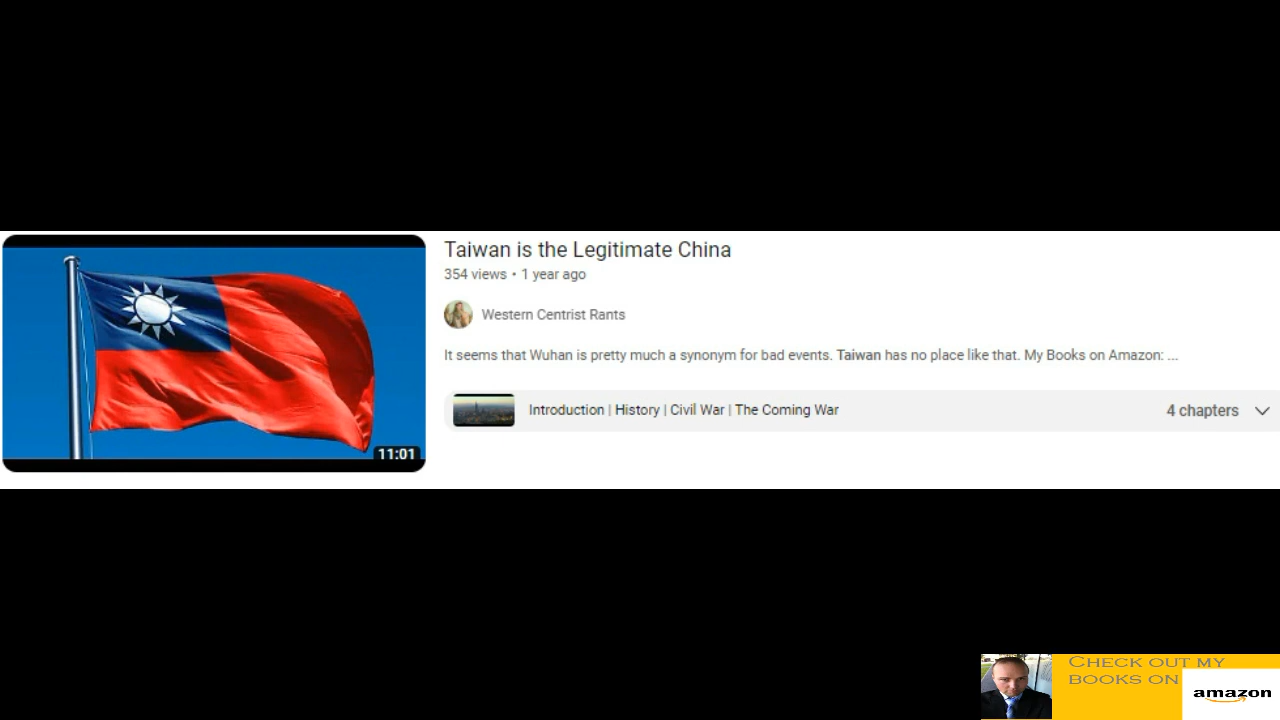 Taiwan is the Legitimate China
354 views • 1 year ago
Western Centrist Rants
It seems that Wuhan is pretty much a synonym for bad events. Taiwan has no place like that. My Books on Amazon: ...
11:01
Introduction | History | Civil War | The Coming War
4 chapters
CHECK OUT MY
BOOKS ON
amazon